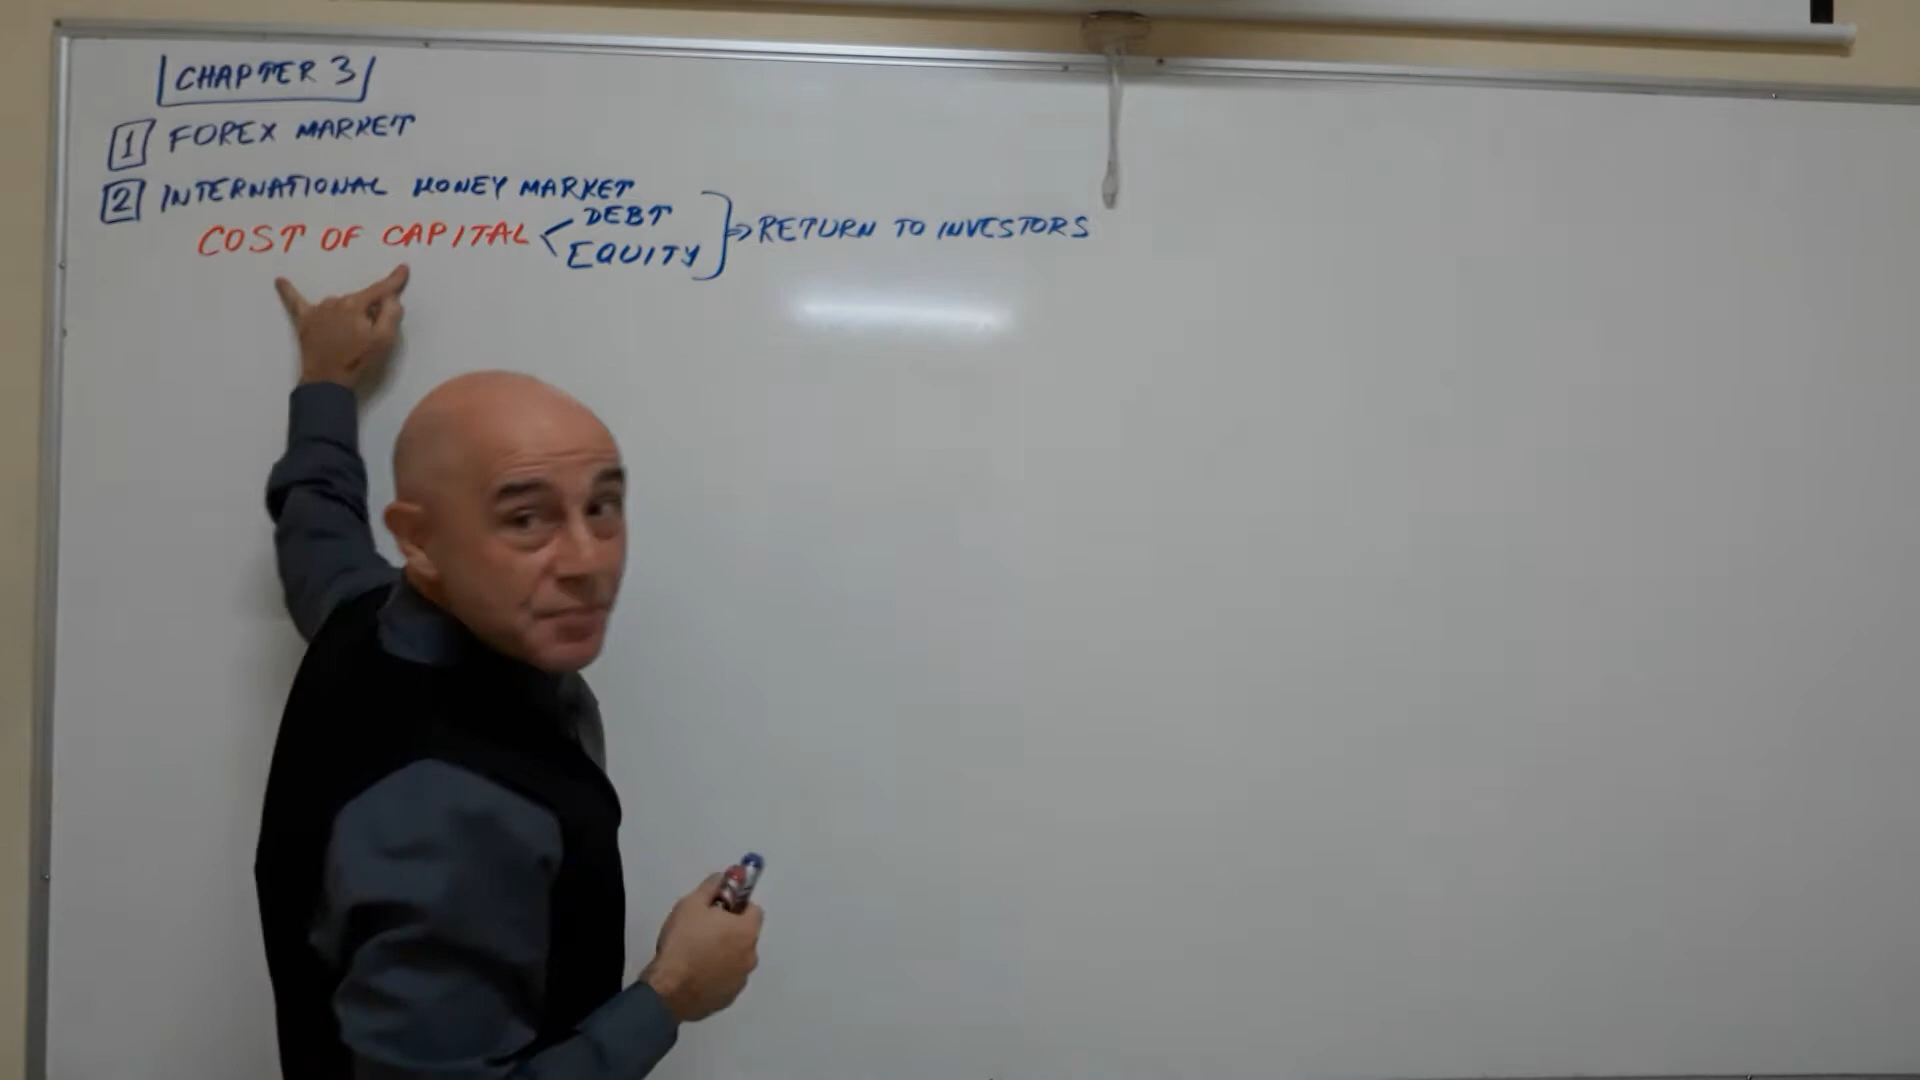 CHAPTER 3
1 FOREX MARKET
2 INTERNATIONAL MONEY MARKET
COST OF CAPITAL < DEBT
EQUITY } => RETURN TO INVESTORS